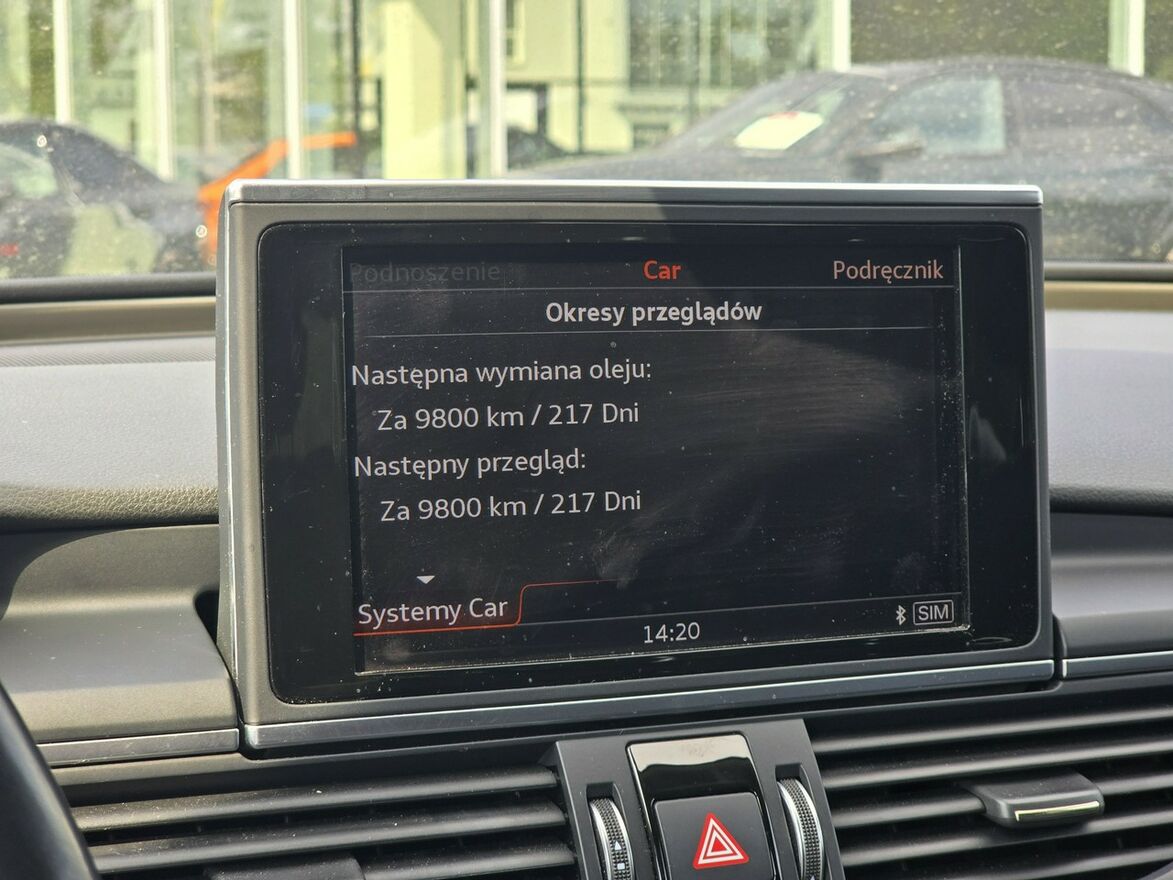 Podnoszenie Car Podręcznik
Okresy przeglądów
Następna wymiana oleju:
Za 9800 km / 217 Dni
Następny przegląd:
Za 9800 km / 217 Dni
Systemy Car
14:20
SIM